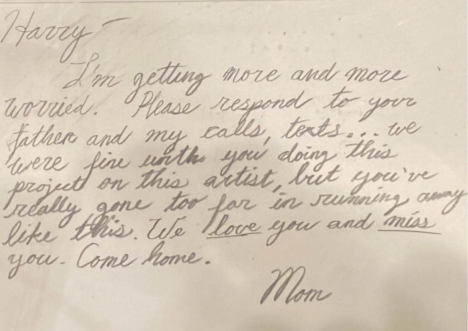 Harry -
I'm getting more and more
worried. Please respond to your
father and my calls, texts... we
were fine with you doing this
project on this artist, but you've
really gone too far in running away
like this. We love you and miss
you. Come home.
Mom